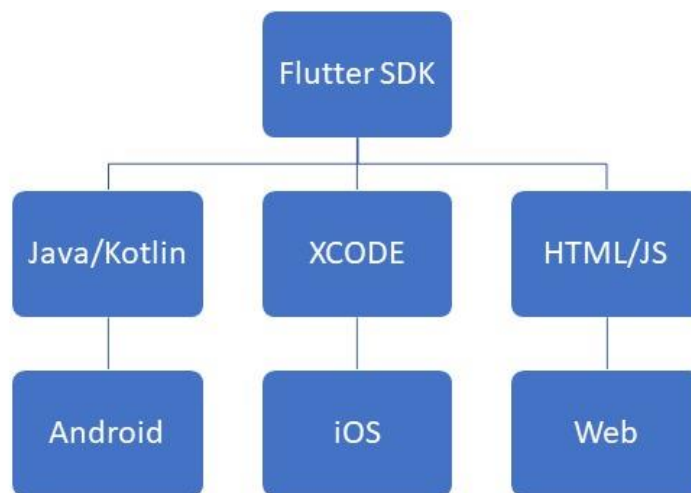 Flutter SDK
Java/Kotlin
XCODE
HTML/JS
Android
iOS
Web